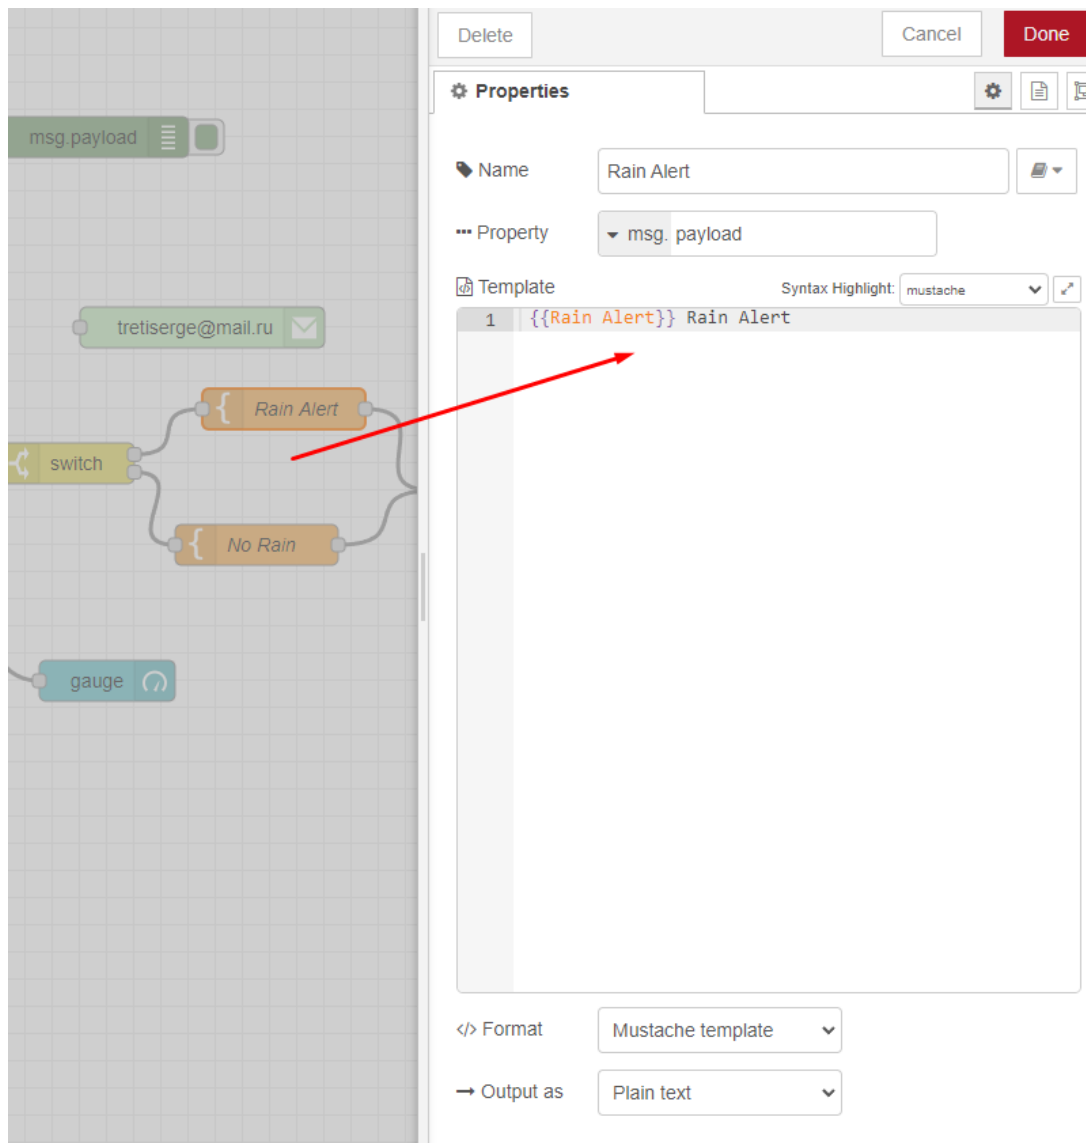 Delete
Cancel
Done
Properties
msg.payload
Name
Rain Alert
Property
msg. payload
Template
Syntax Highlight: mustache
1 {{Rain Alert}} Rain Alert
tretiserge@mail.ru
Rain Alert
switch
No Rain
gauge
</> Format
Mustache template
Output as
Plain text